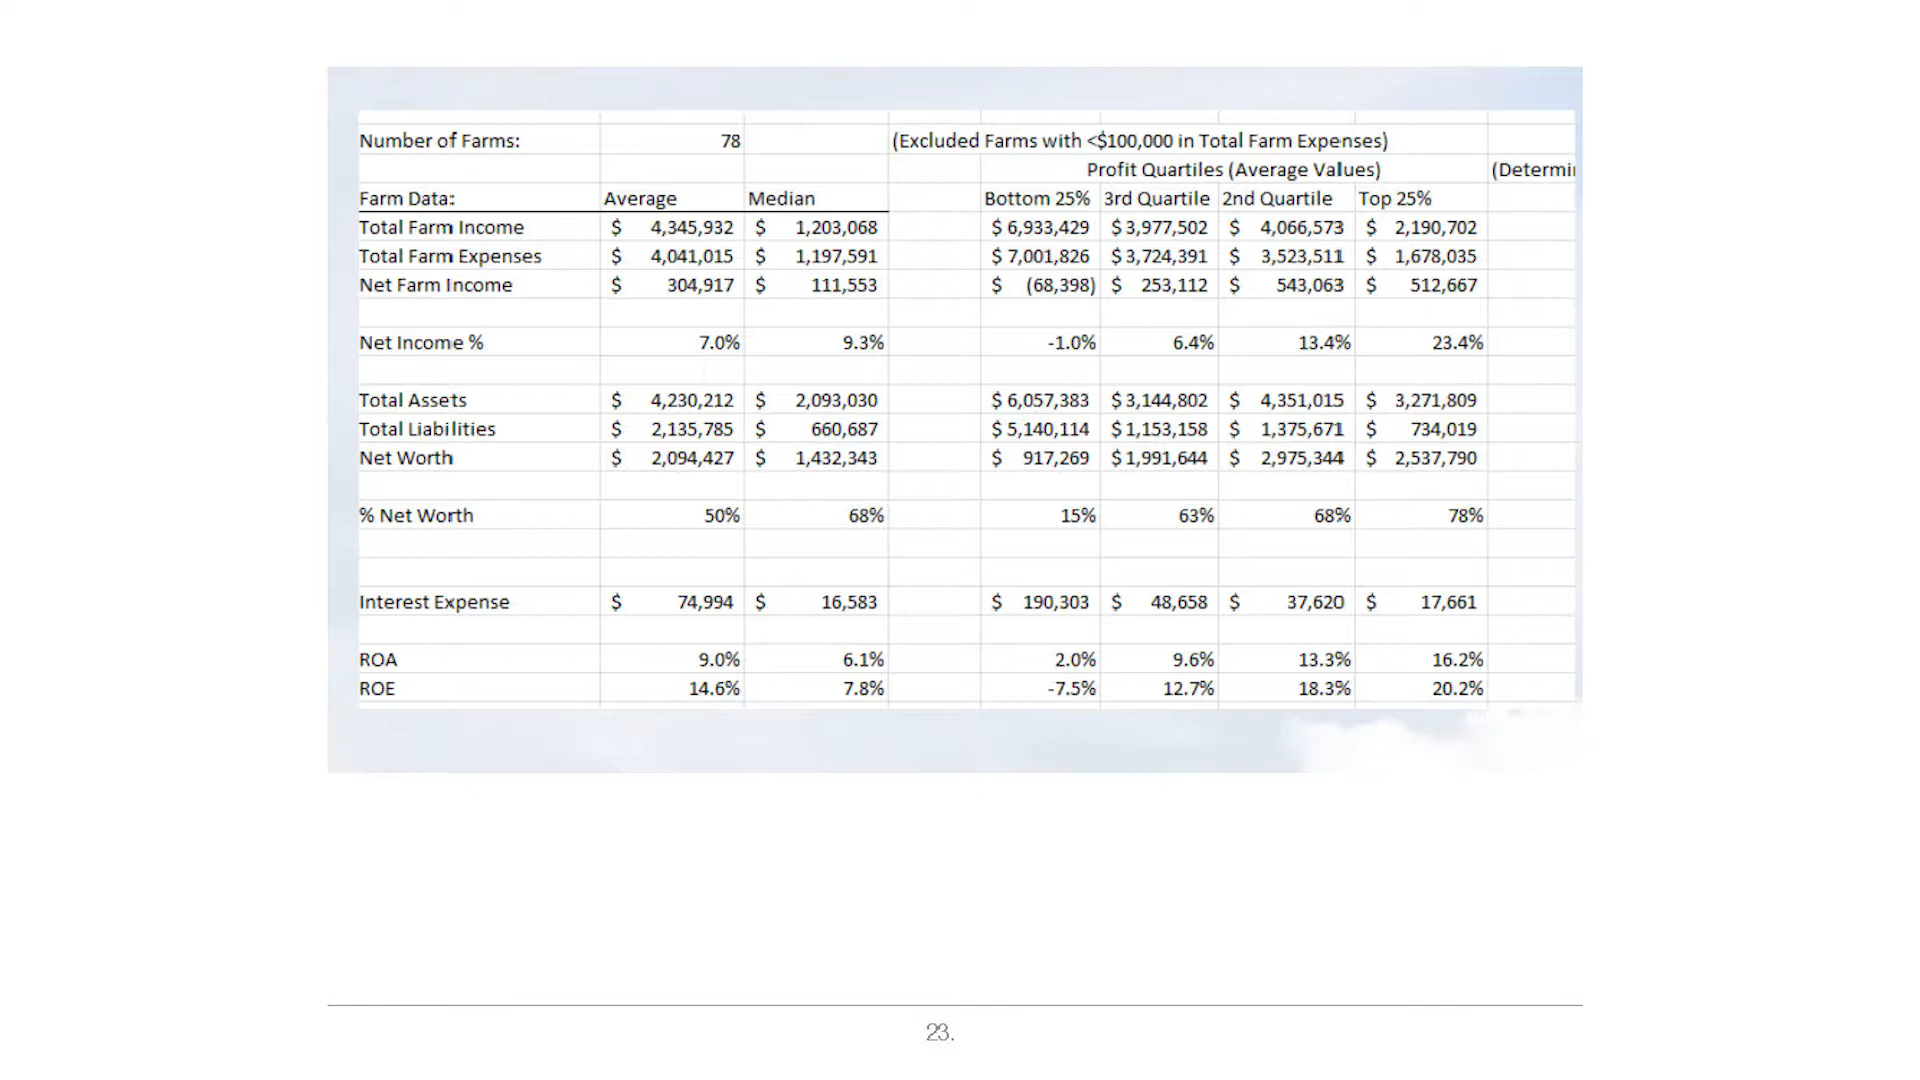 Number of Farms: 78 (Excluded Farms with <$100,000 in Total Farm Expenses)
Profit Quartiles (Average Values) (Determi
Farm Data: Average Median Bottom 25% 3rd Quartile 2nd Quartile Top 25%
Total Farm Income $ 4,345,932 $ 1,203,068 $ 6,933,429 $ 3,977,502 $ 4,066,573 $ 2,190,702
Total Farm Expenses $ 4,041,015 $ 1,197,591 $ 7,001,826 $ 3,724,391 $ 3,523,511 $ 1,678,035
Net Farm Income $ 304,917 $ 111,553 $ (68,398) $ 253,112 $ 543,063 $ 512,667
Net Income % 7.0% 9.3% -1.0% 6.4% 13.4% 23.4%
Total Assets $ 4,230,212 $ 2,093,030 $ 6,057,383 $ 3,144,802 $ 4,351,015 $ 3,271,809
Total Liabilities $ 2,135,785 $ 660,687 $ 5,140,114 $ 1,153,158 $ 1,375,671 $ 734,019
Net Worth $ 2,094,427 $ 1,432,343 $ 917,269 $ 1,991,644 $ 2,975,344 $ 2,537,790
% Net Worth 50% 68% 15% 63% 68% 78%
Interest Expense $ 74,994 $ 16,583 $ 190,303 $ 48,658 $ 37,620 $ 17,661
ROA 9.0% 6.1% 2.0% 9.6% 13.3% 16.2%
ROE 14.6% 7.8% -7.5% 12.7% 18.3% 20.2%
23.